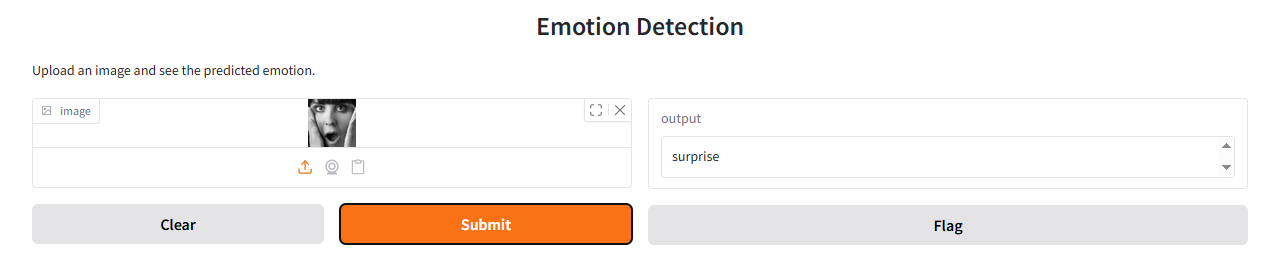 Emotion Detection
Upload an image and see the predicted emotion.
image
output
surprise
Clear
Submit
Flag